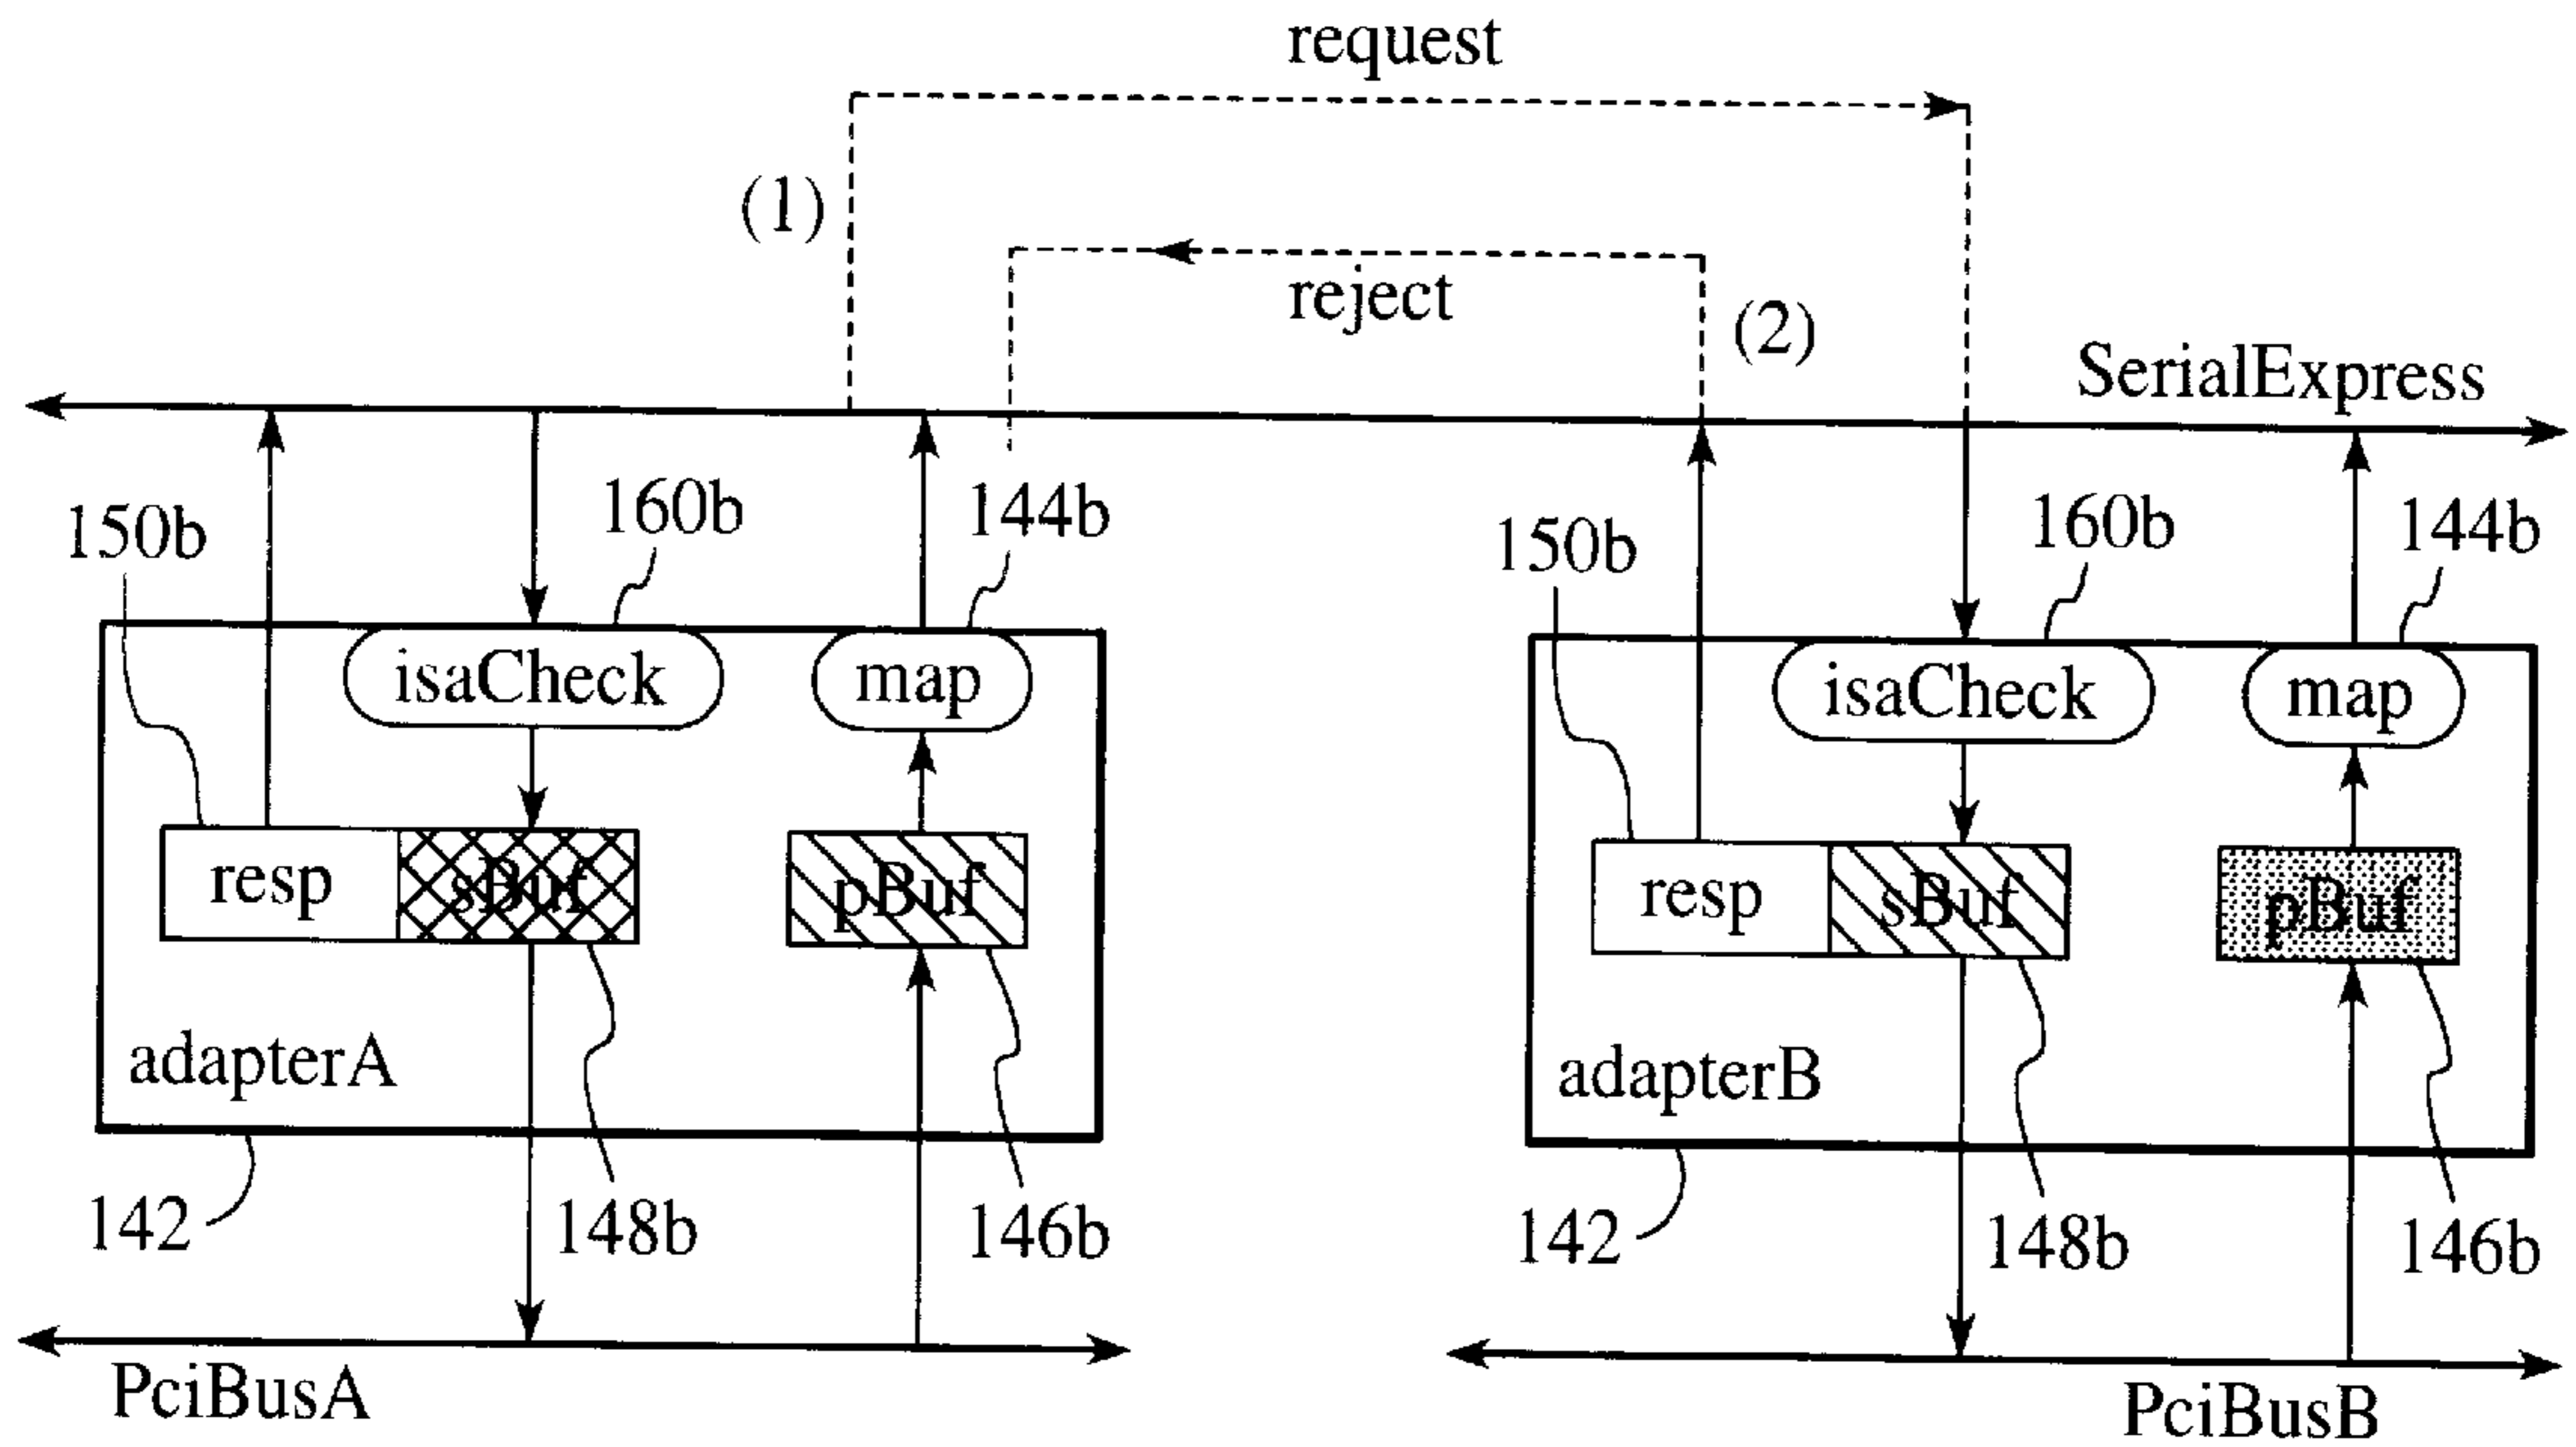 request
(1)
reject
(2)
SerialExpress
150b
160b
144b
150b
160b
144b
isaCheck
map
isaCheck
map
resp
sBuf
pBuf
resp
sBuf
pBuf
adapterA
adapterB
142
148b
146b
142
148b
146b
PciBusA
PciBusB